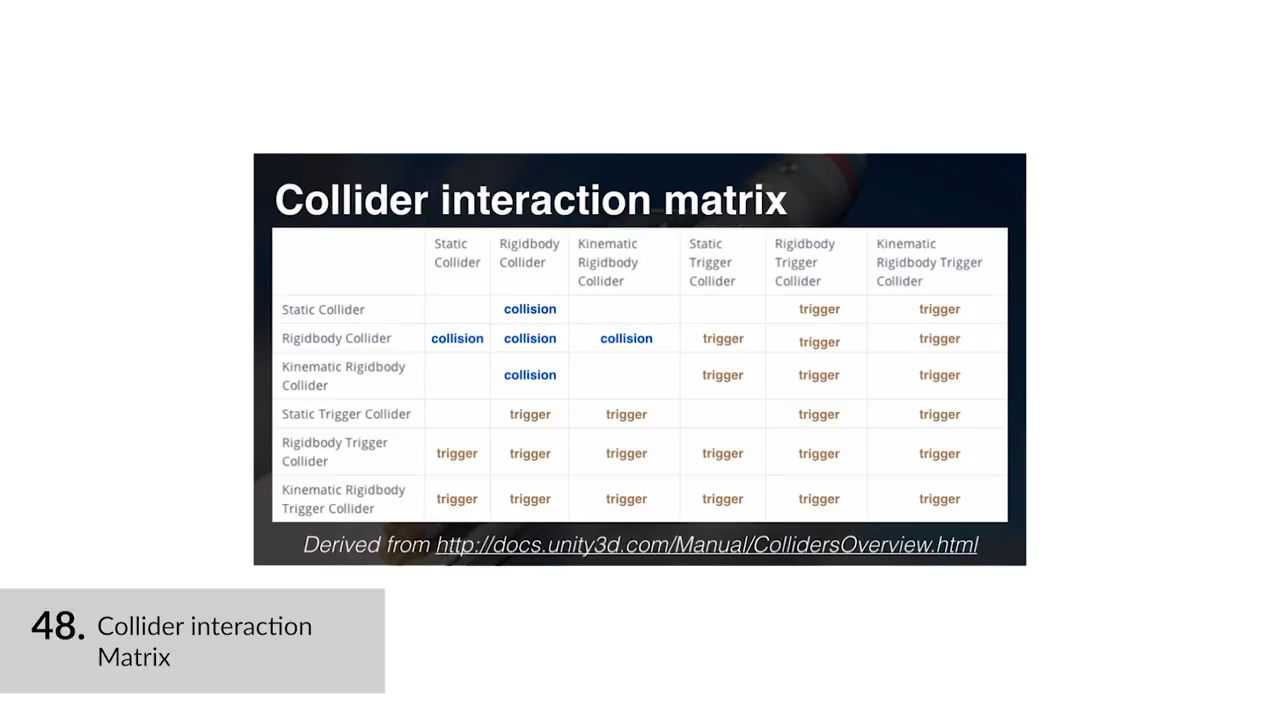 Collider interaction matrix
Static Collider | Rigidbody Collider | Kinematic Rigidbody Collider | Static Trigger Collider | Rigidbody Trigger Collider | Kinematic Rigidbody Trigger Collider
Static Collider | | collision | | | trigger | trigger
Rigidbody Collider | collision | collision | collision | trigger | trigger | trigger
Kinematic Rigidbody Collider | | collision | | trigger | trigger | trigger
Static Trigger Collider | | trigger | trigger | | trigger | trigger
Rigidbody Trigger Collider | trigger | trigger | trigger | trigger | trigger | trigger
Kinematic Rigidbody Trigger Collider | trigger | trigger | trigger | trigger | trigger | trigger
Derived from http://docs.unity3d.com/Manual/CollidersOverview.html
48. Collider interaction
Matrix